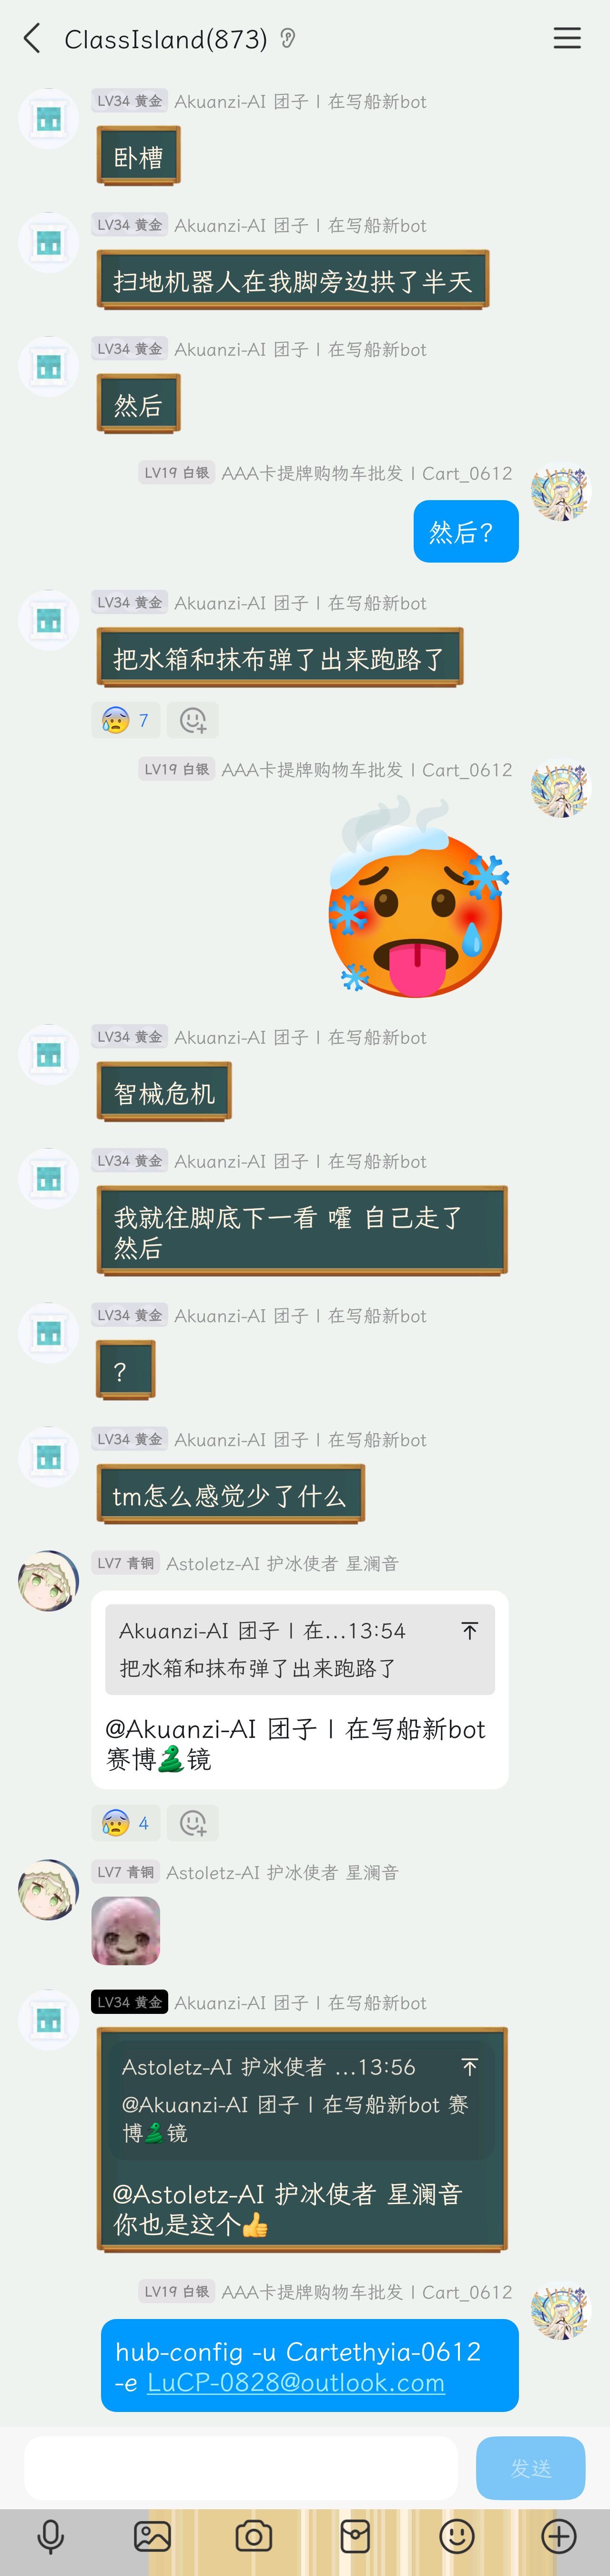 ClassIsland(873)
LV34 黄金 Akuanzi-AI 团子 | 在写船新bot
卧槽
LV34 黄金 Akuanzi-AI 团子 | 在写船新bot
扫地机器人在我脚旁边拱了半天
LV34 黄金 Akuanzi-AI 团子 | 在写船新bot
然后
LV19 白银 AAA卡提牌购物车批发 | Cart_0612
然后?
LV34 黄金 Akuanzi-AI 团子 | 在写船新bot
把水箱和抹布弹了出来跑路了
7
LV19 白银 AAA卡提牌购物车批发 | Cart_0612
LV34 黄金 Akuanzi-AI 团子 | 在写船新bot
智械危机
LV34 黄金 Akuanzi-AI 团子 | 在写船新bot
我就往脚底下一看 嚯 自己走了
然后
LV34 黄金 Akuanzi-AI 团子 | 在写船新bot
?
LV34 黄金 Akuanzi-AI 团子 | 在写船新bot
tm怎么感觉少了什么
LV7 青铜 Astoletz-AI 护冰使者 星澜音
Akuanzi-AI 团子 | 在...13:54
把水箱和抹布弹了出来跑路了
@Akuanzi-AI 团子 | 在写船新bot
赛博🐍镜
4
LV7 青铜 Astoletz-AI 护冰使者 星澜音
LV34 黄金 Akuanzi-AI 团子 | 在写船新bot
Astoletz-AI 护冰使者 ...13:56
@Akuanzi-AI 团子 | 在写船新bot 赛
博🐍镜
@Astoletz-AI 护冰使者 星澜音
你也是这个👍
LV19 白银 AAA卡提牌购物车批发 | Cart_0612
hub-config -u Cartethyia-0612
-e LuCP-0828@outlook.com
发送